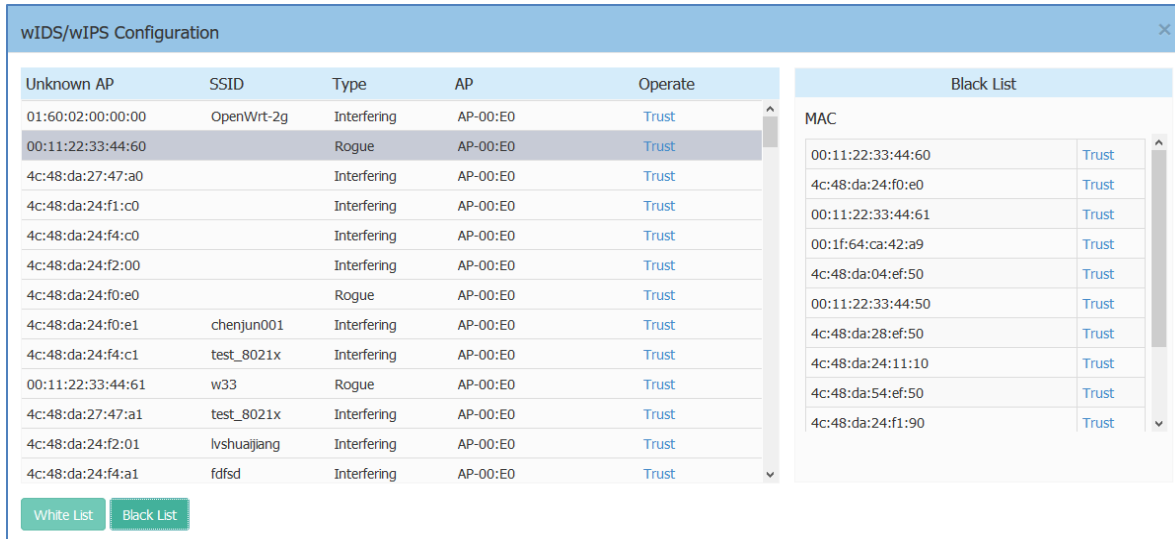 wIDS/wIPS Configuration ×
Unknown AP SSID Type AP Operate
01:60:02:00:00:00 OpenWrt-2g Interfering AP-00:E0 Trust
00:11:22:33:44:60 Rogue AP-00:E0 Trust
4c:48:da:27:47:a0 Interfering AP-00:E0 Trust
4c:48:da:24:f1:c0 Interfering AP-00:E0 Trust
4c:48:da:24:f4:c0 Interfering AP-00:E0 Trust
4c:48:da:24:f2:00 Interfering AP-00:E0 Trust
4c:48:da:24:f0:e0 Rogue AP-00:E0 Trust
4c:48:da:24:f0:e1 chenjun001 Interfering AP-00:E0 Trust
4c:48:da:24:f4:c1 test_8021x Interfering AP-00:E0 Trust
00:11:22:33:44:61 w33 Rogue AP-00:E0 Trust
4c:48:da:27:47:a1 test_8021x Interfering AP-00:E0 Trust
4c:48:da:24:f2:01 lvshuaijiang Interfering AP-00:E0 Trust
4c:48:da:24:f4:a1 fdfsd Interfering AP-00:E0 Trust
White List Black List
Black List
MAC
00:11:22:33:44:60 Trust
4c:48:da:24:f0:e0 Trust
00:11:22:33:44:61 Trust
00:1f:64:ca:42:a9 Trust
4c:48:da:04:ef:50 Trust
00:11:22:33:44:50 Trust
4c:48:da:28:ef:50 Trust
4c:48:da:24:11:10 Trust
4c:48:da:54:ef:50 Trust
4c:48:da:24:f1:90 Trust